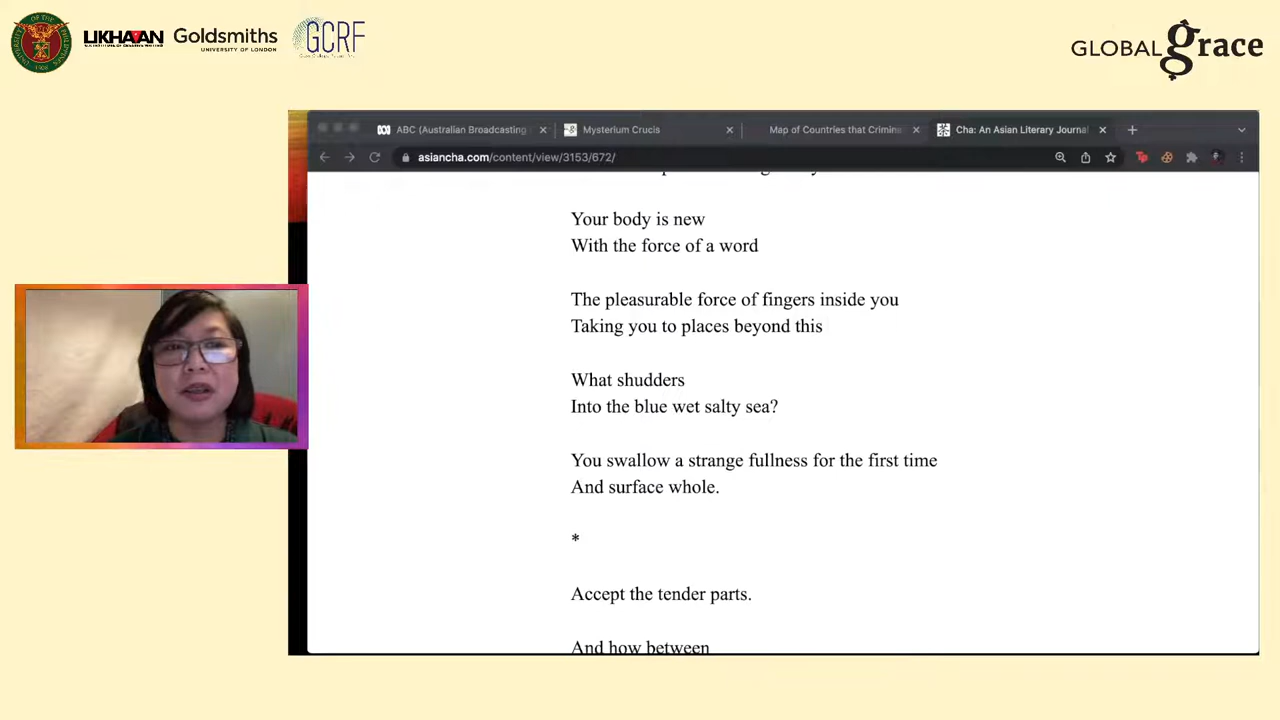 LIKHAAN
Goldsmiths
UNIVERSITY OF LONDON
GCRF
GLOBAL grace
ABC (Australian Broadcasting
Mysterium Crucis
Map of Countries that Crimin
Cha: An Asian Literary Journal
asiancha.com/content/view/3153/672/
Your body is new
With the force of a word
The pleasurable force of fingers inside you
Taking you to places beyond this
What shudders
Into the blue wet salty sea?
You swallow a strange fullness for the first time
And surface whole.
*
Accept the tender parts.
And how between